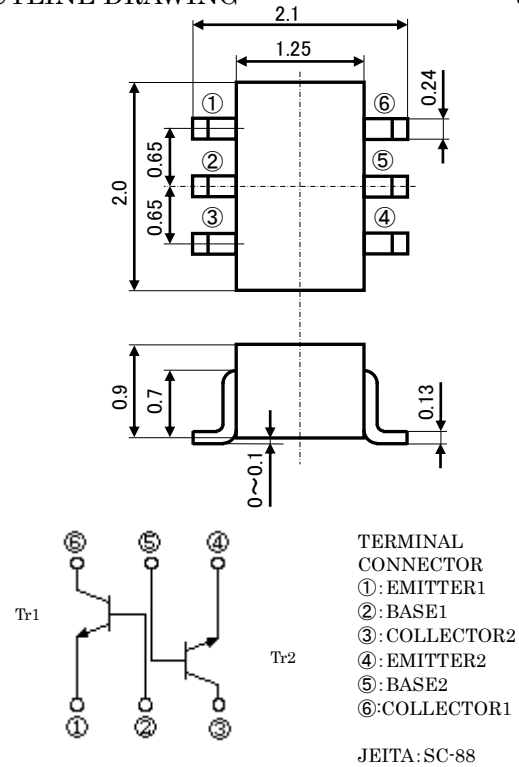 2.1
1.25
①
⑥
0.24
0.65
②
⑤
2.0
0.65
③
④
0.9
0.7
0.13
0～0.1
⑥ ⑤ ④
Tr1
Tr2
① ② ③
TERMINAL
CONNECTOR
①:EMITTER1
②:BASE1
③:COLLECTOR2
④:EMITTER2
⑤:BASE2
⑥:COLLECTOR1
JEITA:SC-88